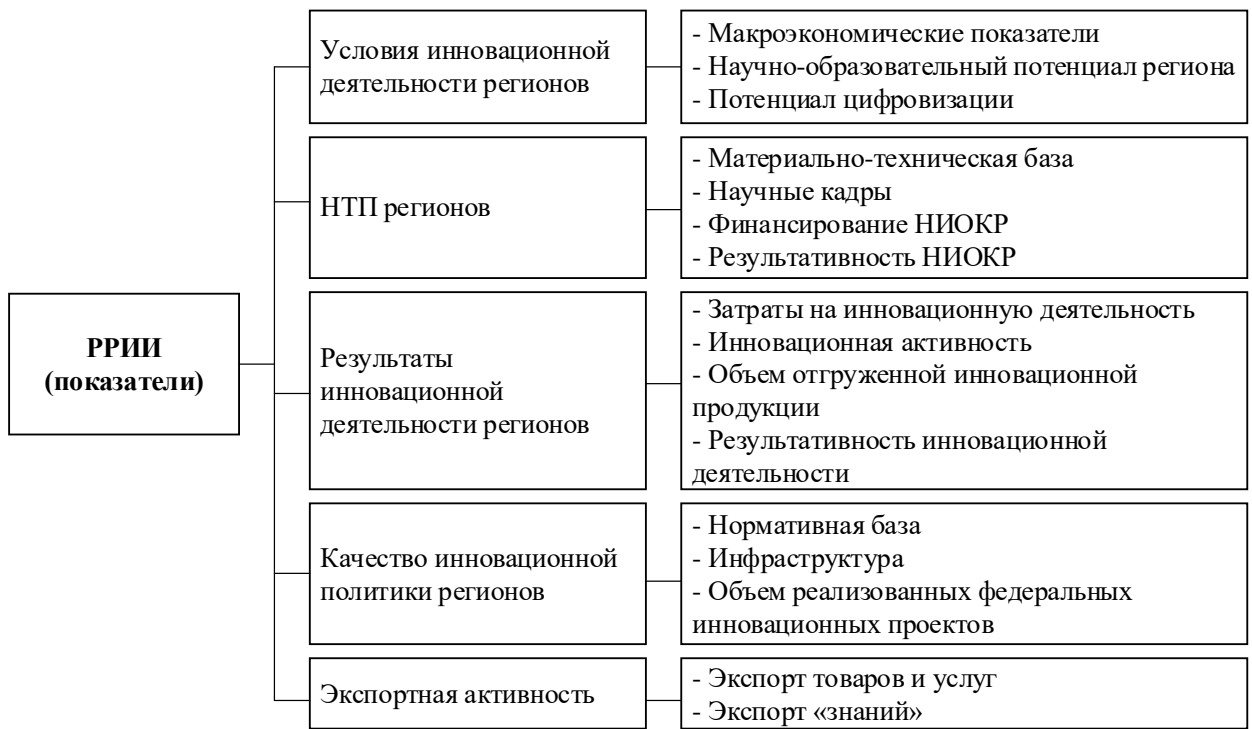 РРИИ
(показатели)
Условия инновационной
деятельности регионов
- Макроэкономические показатели
- Научно-образовательный потенциал региона
- Потенциал цифровизации
НТП регионов
- Материально-техническая база
- Научные кадры
- Финансирование НИОКР
- Результативность НИОКР
Результаты
инновационной
деятельности регионов
- Затраты на инновационную деятельность
- Инновационная активность
- Объем отгруженной инновационной
продукции
- Результативность инновационной
деятельности
Качество инновационной
политики регионов
- Нормативная база
- Инфраструктура
- Объем реализованных федеральных
инновационных проектов
Экспортная активность
- Экспорт товаров и услуг
- Экспорт «знаний»